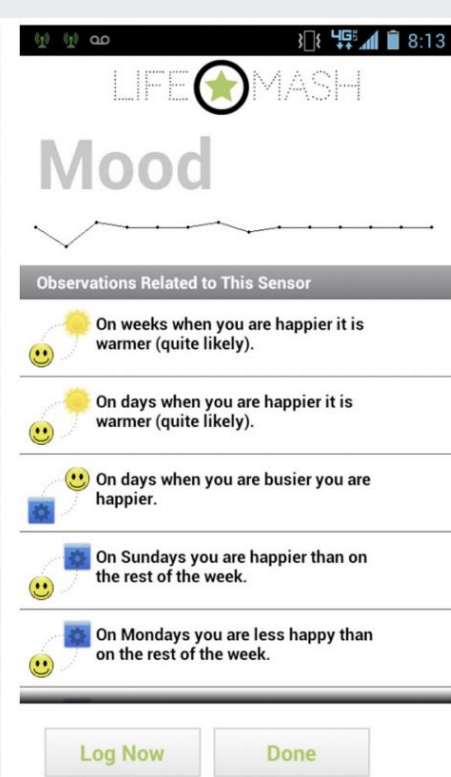 4G 8:13
LIFE MASH
Mood
Observations Related to This Sensor
On weeks when you are happier it is
warmer (quite likely).
On days when you are happier it is
warmer (quite likely).
On days when you are busier you are
happier.
On Sundays you are happier than on
the rest of the week.
On Mondays you are less happy than
on the rest of the week.
Log Now Done